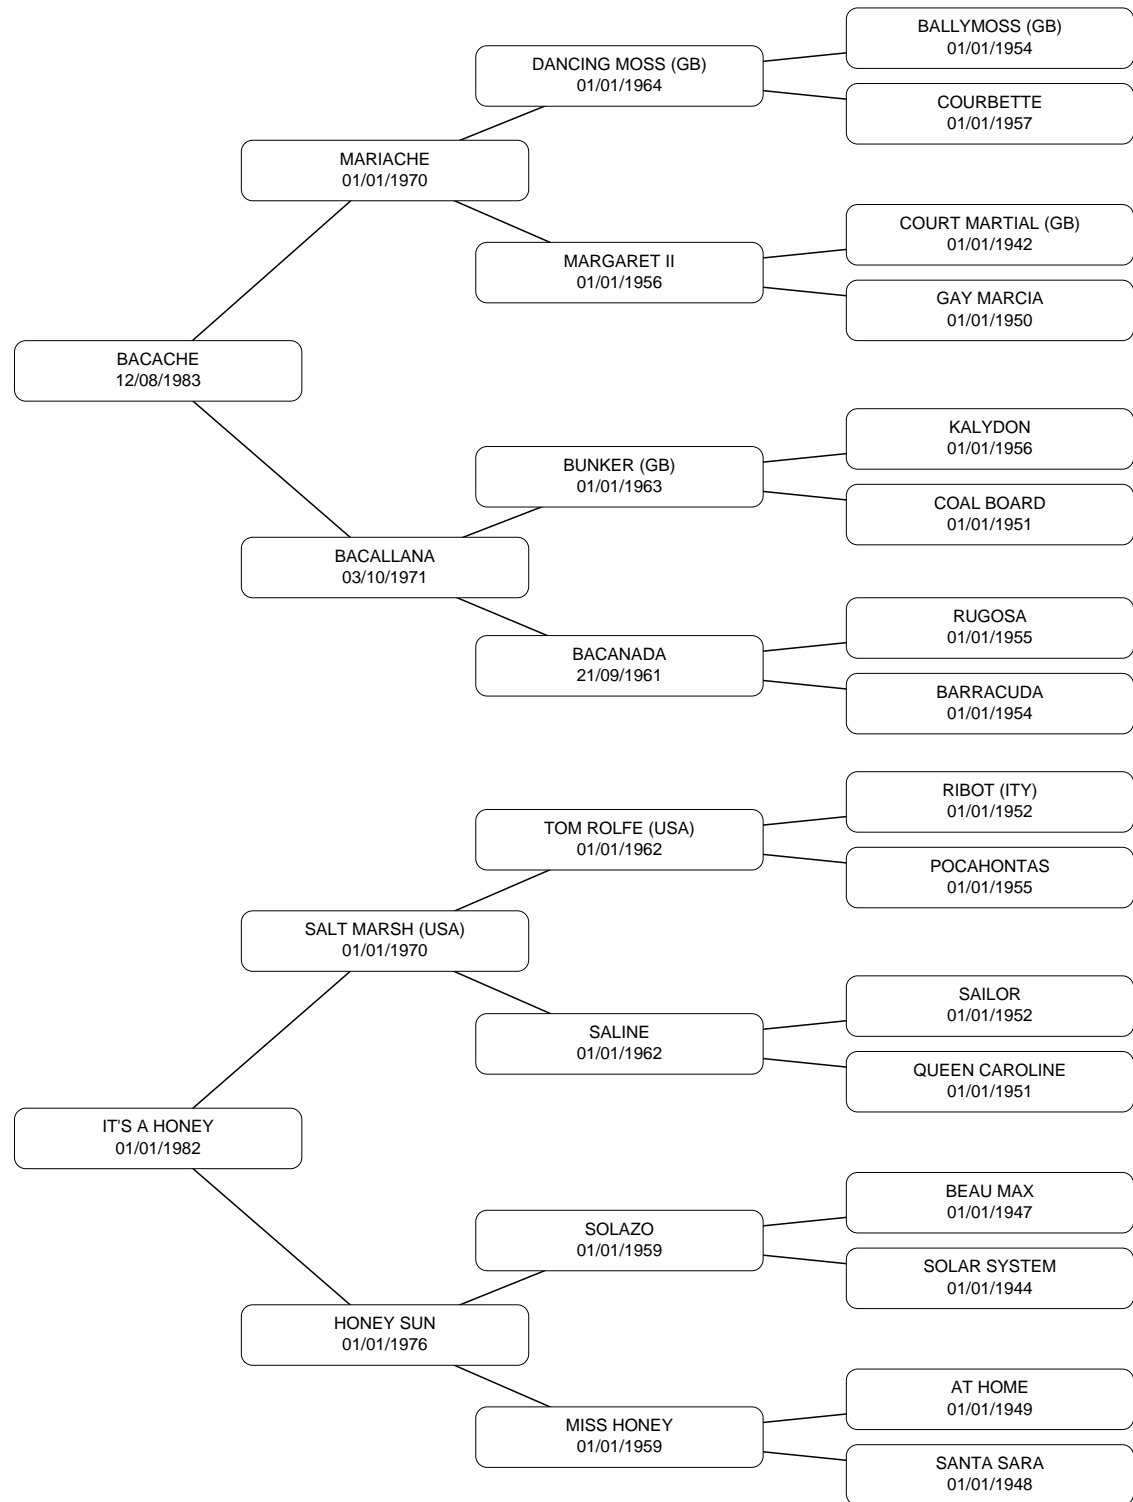 BALLYMOSS (GB)
01/01/1954
DANCING MOSS (GB)
01/01/1964
COURBETTE
01/01/1957
MARIACHE
01/01/1970
COURT MARTIAL (GB)
01/01/1942
MARGARET II
01/01/1956
GAY MARCIA
01/01/1950
BACACHE
12/08/1983
KALYDON
01/01/1956
BUNKER (GB)
01/01/1963
COAL BOARD
01/01/1951
BACALLANA
03/10/1971
RUGOSA
01/01/1955
BACANADA
21/09/1961
BARRACUDA
01/01/1954
RIBOT (ITY)
01/01/1952
TOM ROLFE (USA)
01/01/1962
POCAHONTAS
01/01/1955
SALT MARSH (USA)
01/01/1970
SAILOR
01/01/1952
SALINE
01/01/1962
QUEEN CAROLINE
01/01/1951
IT'S A HONEY
01/01/1982
BEAU MAX
01/01/1947
SOLAZO
01/01/1959
SOLAR SYSTEM
01/01/1944
HONEY SUN
01/01/1976
AT HOME
01/01/1949
MISS HONEY
01/01/1959
SANTA SARA
01/01/1948